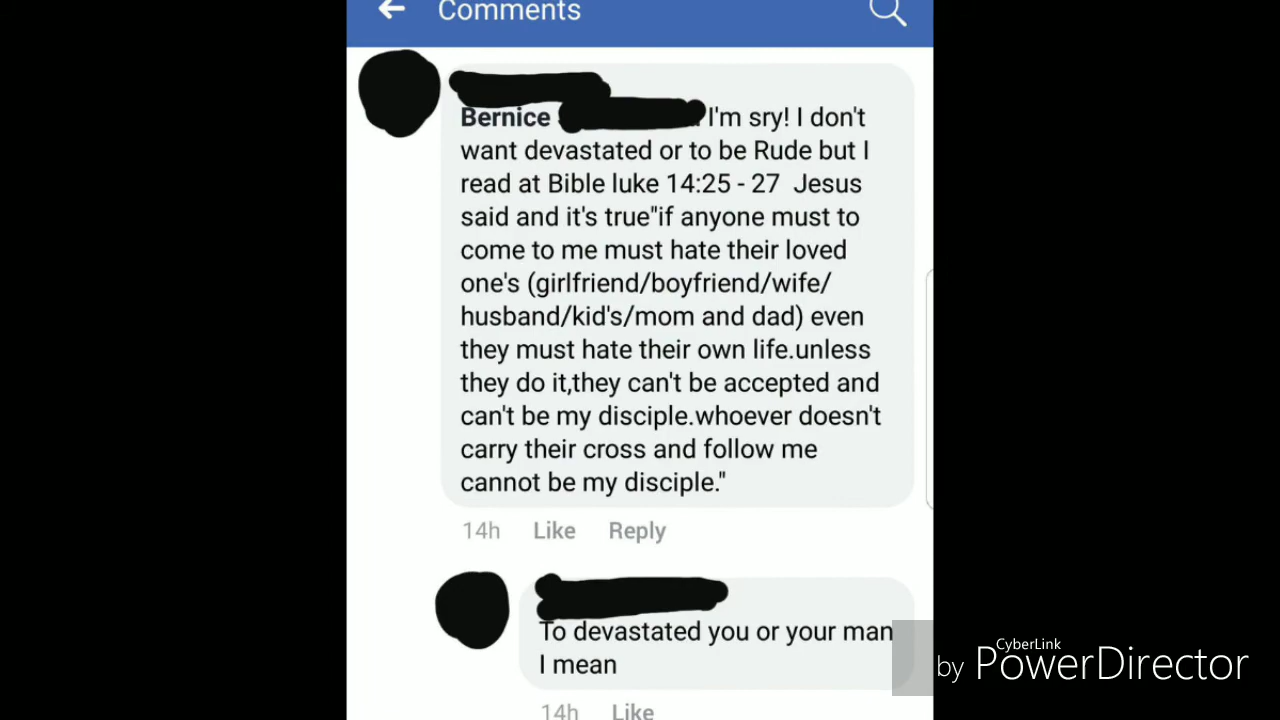 Comments
Bernice I'm sry! I don't
want devastated or to be Rude but I
read at Bible luke 14:25 - 27 Jesus
said and it's true"if anyone must to
come to me must hate their loved
one's (girlfriend/boyfriend/wife/
husband/kid's/mom and dad) even
they must hate their own life.unless
they do it,they can't be accepted and
can't be my disciple.whoever doesn't
carry their cross and follow me
cannot be my disciple."
14h Like Reply
To devastated you or your man
I mean
14h Like
CyberLink
by PowerDirector